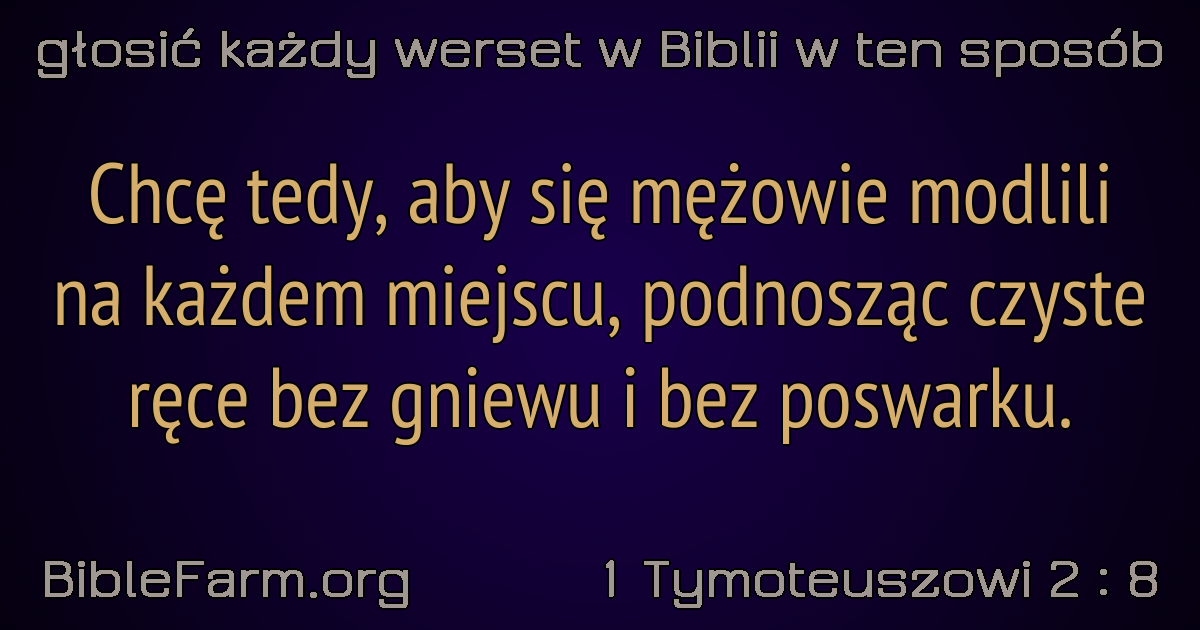 głosić każdy werset w Biblii w ten sposób
Chcę tedy, aby się mężowie modlili
na każdem miejscu, podnosząc czyste
ręce bez gniewu i bez poswarku.
BibleFarm.org
1 Tymoteuszowi 2 : 8